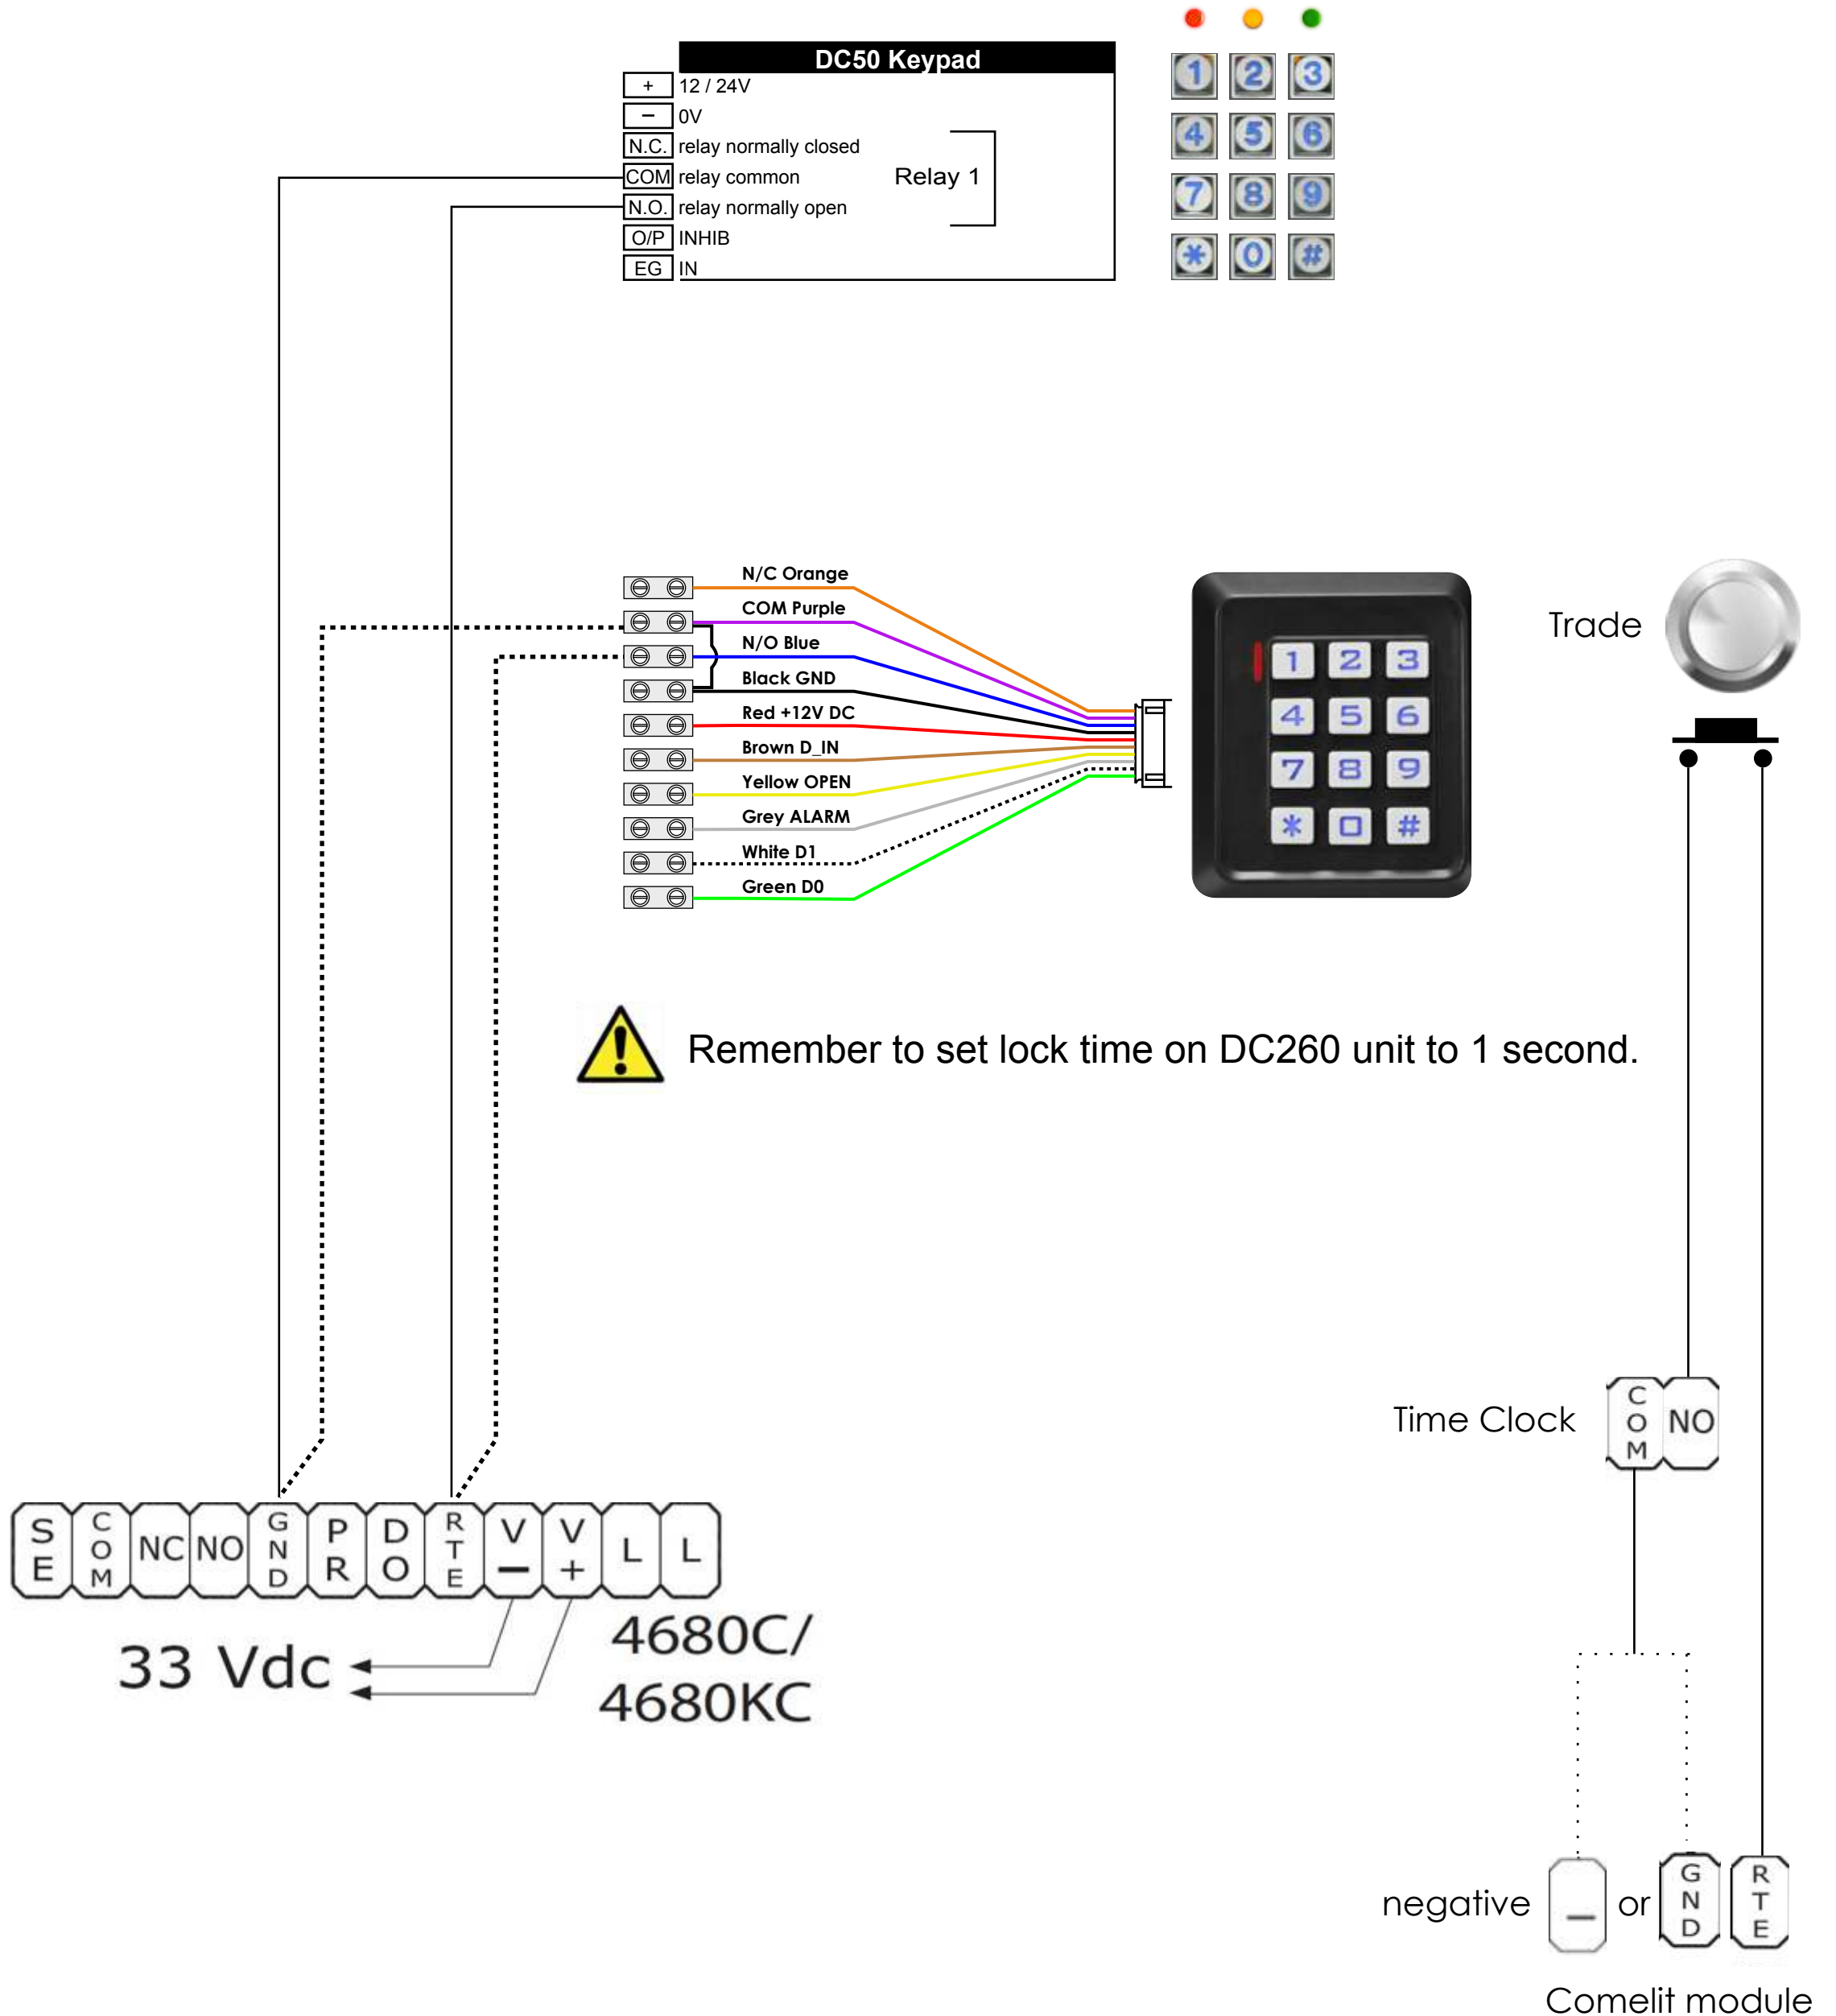 DC50 Keypad
+ 12 / 24V
− 0V
N.C. relay normally closed
COM relay common
Relay 1
N.O. relay normally open
O/P INHIB
EG IN
1 2 3
4 5 6
7 8 9
* 0 #
N/C Orange
COM Purple
N/O Blue
Black GND
Red +12V DC
Brown D_IN
Yellow OPEN
Grey ALARM
White D1
Green D0
1 2 3
4 5 6
7 8 9
* 0 #
Trade
Remember to set lock time on DC260 unit to 1 second.
Time Clock
COM NO
SE COM NC NO GND PR DO RTE V− V+ L L
33 Vdc
4680C/
4680KC
negative − or GND RTE
Comelit module